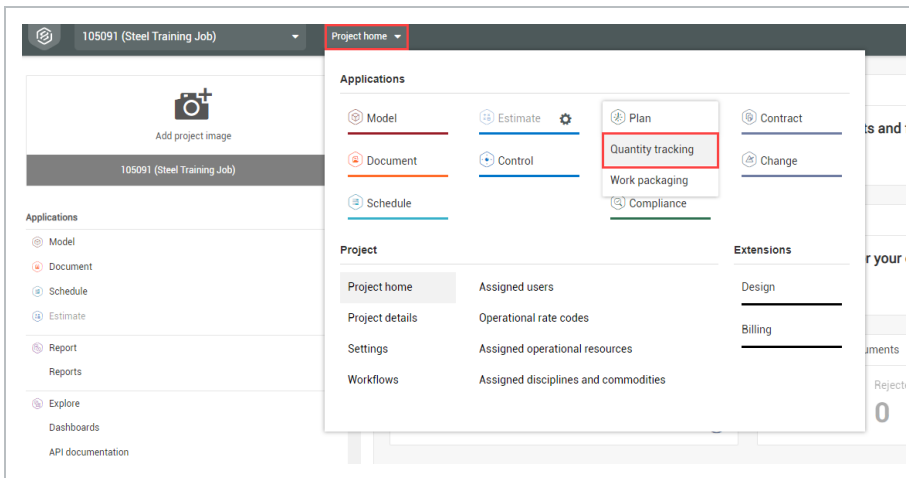 105091 (Steel Training Job)
Project home
Add project image
105091 (Steel Training Job)
Applications
Model
Document
Schedule
Estimate
Report
Reports
Explore
Dashboards
API documentation
Applications
Model
Estimate
Plan
Contract
Document
Control
Quantity tracking
Change
Work packaging
Schedule
Compliance
Project
Extensions
Project home
Assigned users
Design
Project details
Operational rate codes
Billing
Settings
Assigned operational resources
Workflows
Assigned disciplines and commodities
ts and
r your
uments
Rejecte
0